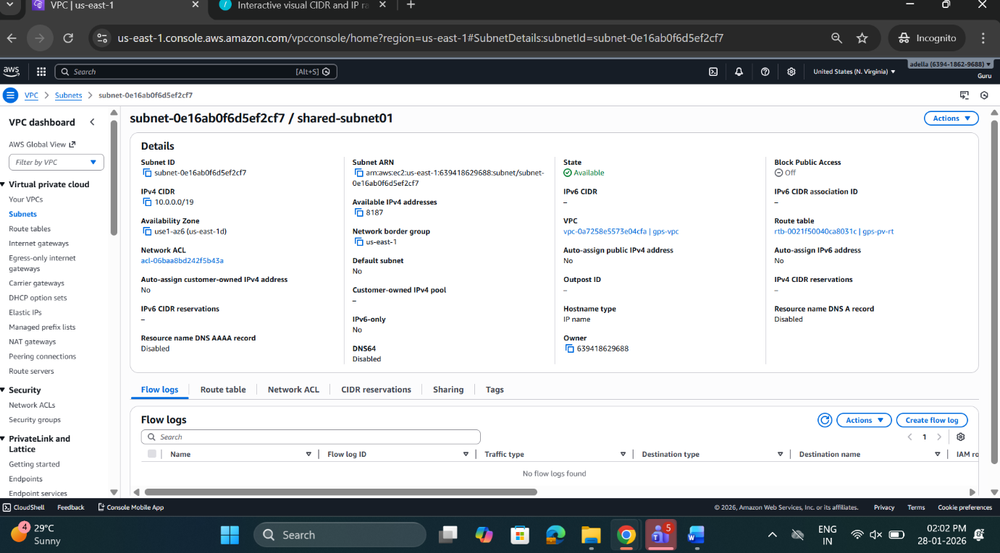 VPC | us-east-1
Interactive visual CIDR and IP ra
us-east-1.console.aws.amazon.com/vpcconsole/home?region=us-east-1#SubnetDetails:subnetId=subnet-0e16ab0f6d5ef2cf7
Incognito
aws
Search
[Alt+S]
United States (N. Virginia)
adella (6394-1862-9688)
Guru
VPC
Subnets
subnet-0e16ab0f6d5ef2cf7
VPC dashboard
AWS Global View
Filter by VPC
Virtual private cloud
Your VPCs
Subnets
Route tables
Internet gateways
Egress-only internet
gateways
Carrier gateways
DHCP option sets
Elastic IPs
Managed prefix lists
NAT gateways
Peering connections
Route servers
Security
Network ACLs
Security groups
PrivateLink and
Lattice
Getting started
Endpoints
Endpoint services
subnet-0e16ab0f6d5ef2cf7 / shared-subnet01
Actions
Details
Subnet ID
subnet-0e16ab0f6d5ef2cf7
IPv4 CIDR
10.0.0.0/19
Availability Zone
use1-az6 (us-east-1d)
Network ACL
acl-06baa8bd242f5b43a
Auto-assign customer-owned IPv4 address
No
IPv6 CIDR reservations
–
Resource name DNS AAAA record
Disabled
Subnet ARN
arn:aws:ec2:us-east-1:639418629688:subnet/subnet-
0e16ab0f6d5ef2cf7
Available IPv4 addresses
8187
Network border group
us-east-1
Default subnet
No
Customer-owned IPv4 pool
–
IPv6-only
No
DNS64
Disabled
State
Available
IPv6 CIDR
–
VPC
vpc-0a7258e5573e04cfa | gps-vpc
Auto-assign public IPv4 address
No
Outpost ID
–
Hostname type
IP name
Owner
639418629688
Block Public Access
Off
IPv6 CIDR association ID
–
Route table
rtb-0021f50040ca8031c | gps-pv-rt
Auto-assign IPv6 address
No
IPv4 CIDR reservations
–
Resource name DNS A record
Disabled
Flow logs
Route table
Network ACL
CIDR reservations
Sharing
Tags
Flow logs
Actions
Create flow log
Search
1
Name
Flow log ID
Traffic type
Destination type
Destination name
IAM ro
No flow logs found
CloudShell
Feedback
Console Mobile App
© 2026, Amazon Web Services, Inc. or its affiliates.
Privacy
Terms
Cookie preferences
4
29°C
Sunny
Search
5
ENG
IN
02:02 PM
28-01-2026